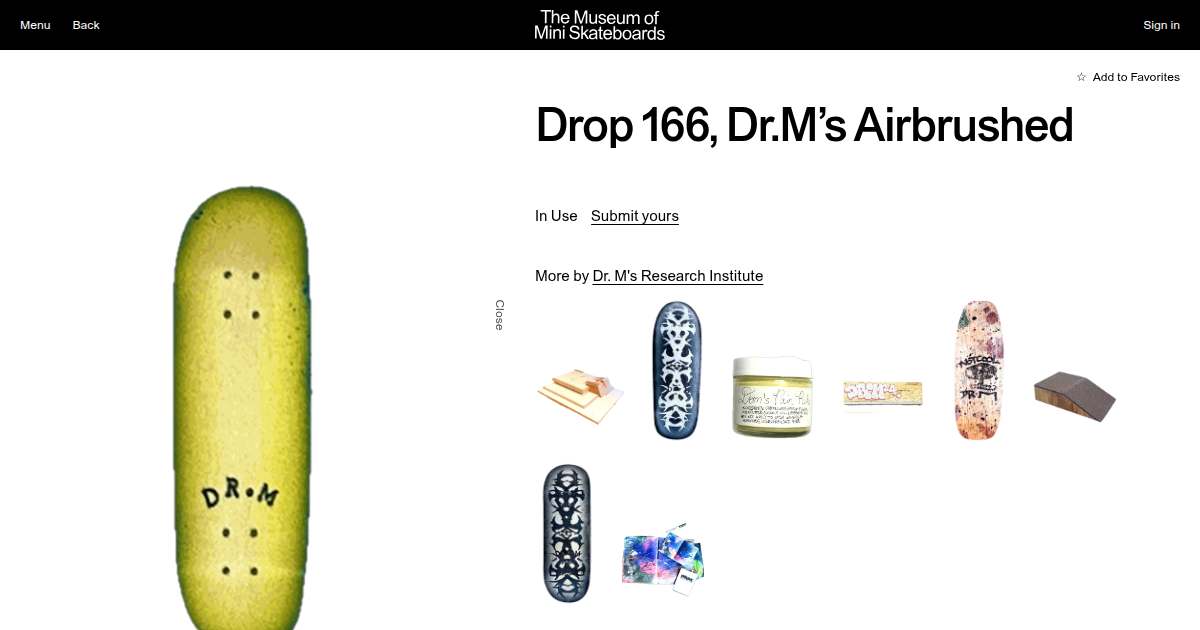 Menu
Back
The Museum of
Mini Skateboards
Sign in
☆ Add to Favorites
Drop 166, Dr.M’s Airbrushed
In Use
Submit yours
More by Dr. M's Research Institute
Close
DR•M